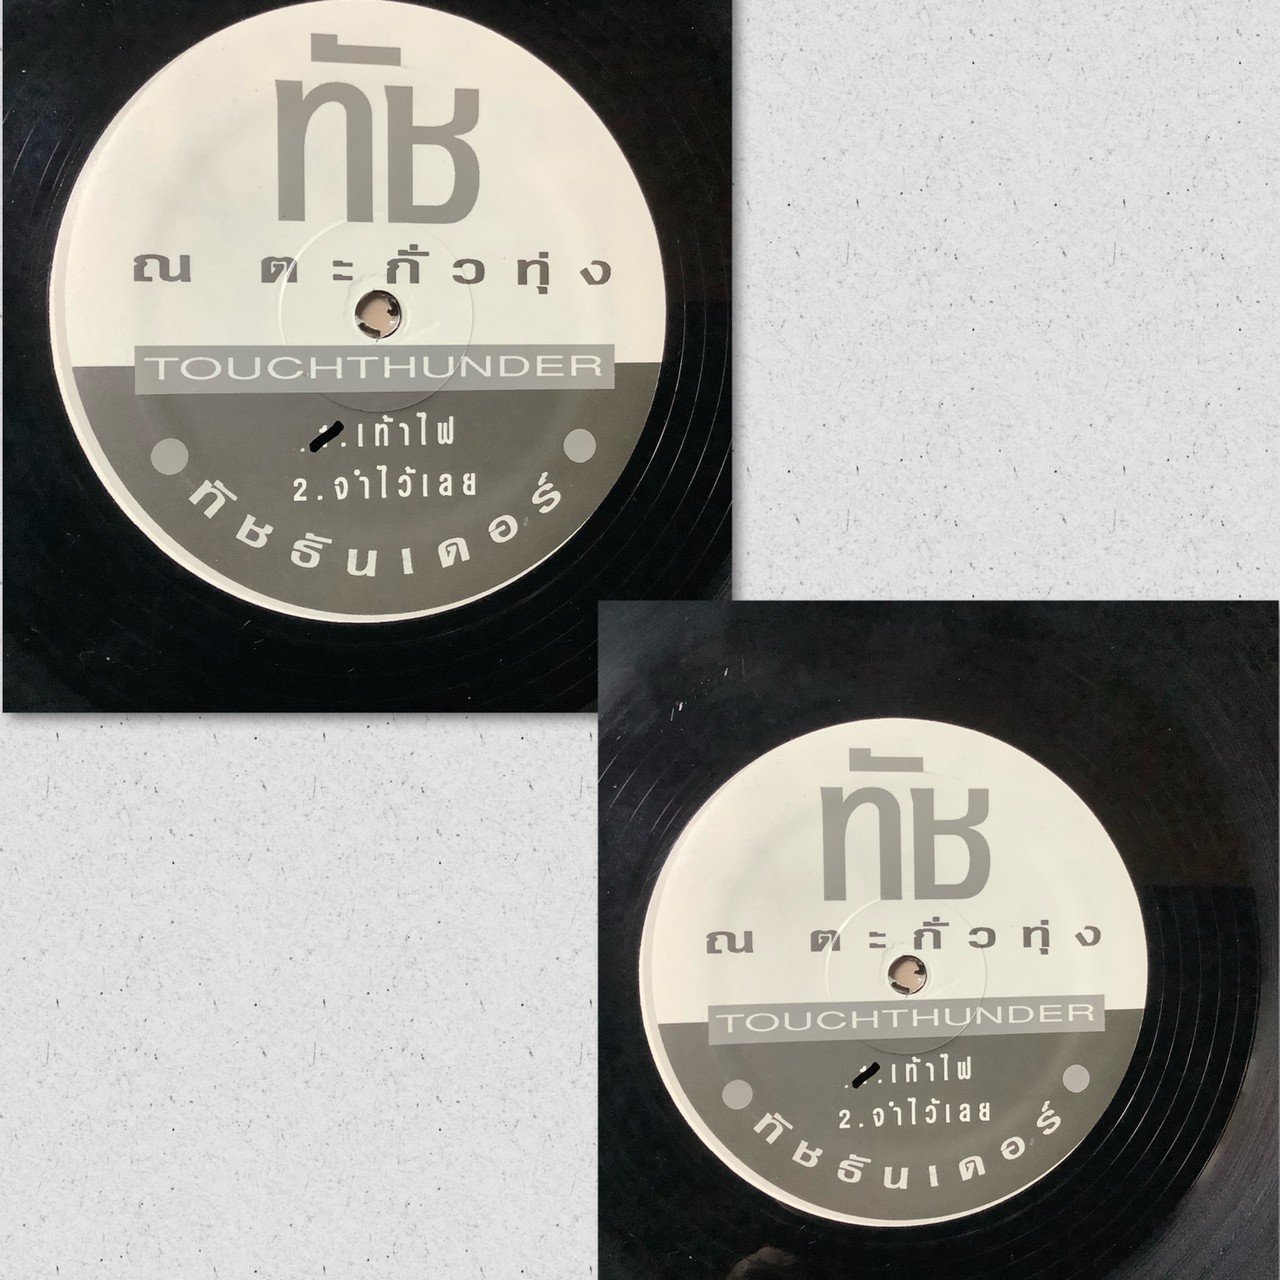 ทัช
ณ ตะกั่วทุ่ง
TOUCHTHUNDER
.เท้าไฟ
2.จำไว้เลย
ทัชธันเดอร์
ทัช
ณ ตะกั่วทุ่ง
TOUCHTHUNDER
.เท้าไฟ
2.จำไว้เลย
ทัชธันเดอร์